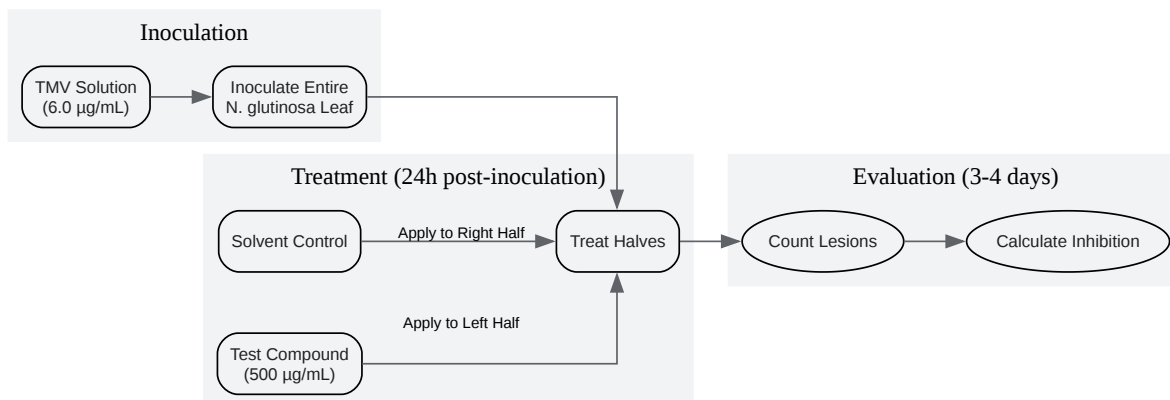 Inoculation
TMV Solution
(6.0 µg/mL)
Inoculate Entire
N. glutinosa Leaf
Treatment (24h post-inoculation)
Solvent Control
Apply to Right Half
Treat Halves
Apply to Left Half
Test Compound
(500 µg/mL)
Evaluation (3-4 days)
Count Lesions
Calculate Inhibition